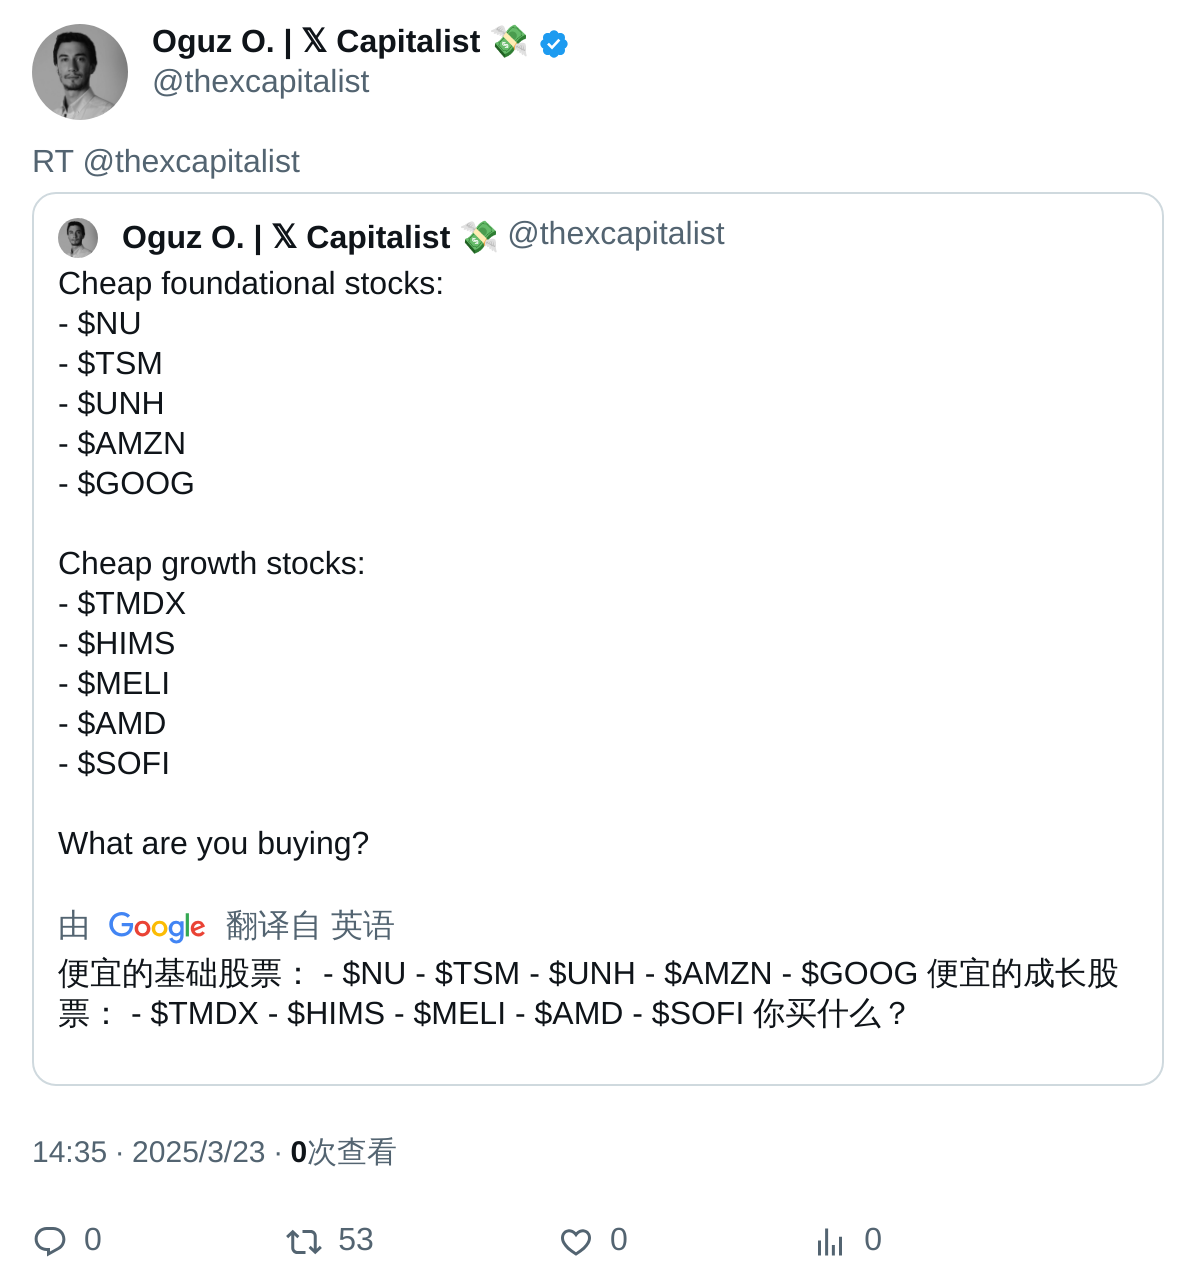 Oguz O. | 𝕏 Capitalist 💸
@thexcapitalist
RT @thexcapitalist
Oguz O. | 𝕏 Capitalist 💸 @thexcapitalist
Cheap foundational stocks:
- $NU
- $TSM
- $UNH
- $AMZN
- $GOOG
Cheap growth stocks:
- $TMDX
- $HIMS
- $MELI
- $AMD
- $SOFI
What are you buying?
由 Google 翻译自 英语
便宜的基础股票： - $NU - $TSM - $UNH - $AMZN - $GOOG 便宜的成长股
票： - $TMDX - $HIMS - $MELI - $AMD - $SOFI 你买什么？
14:35 · 2025/3/23 · 0次查看
0 53 0 0